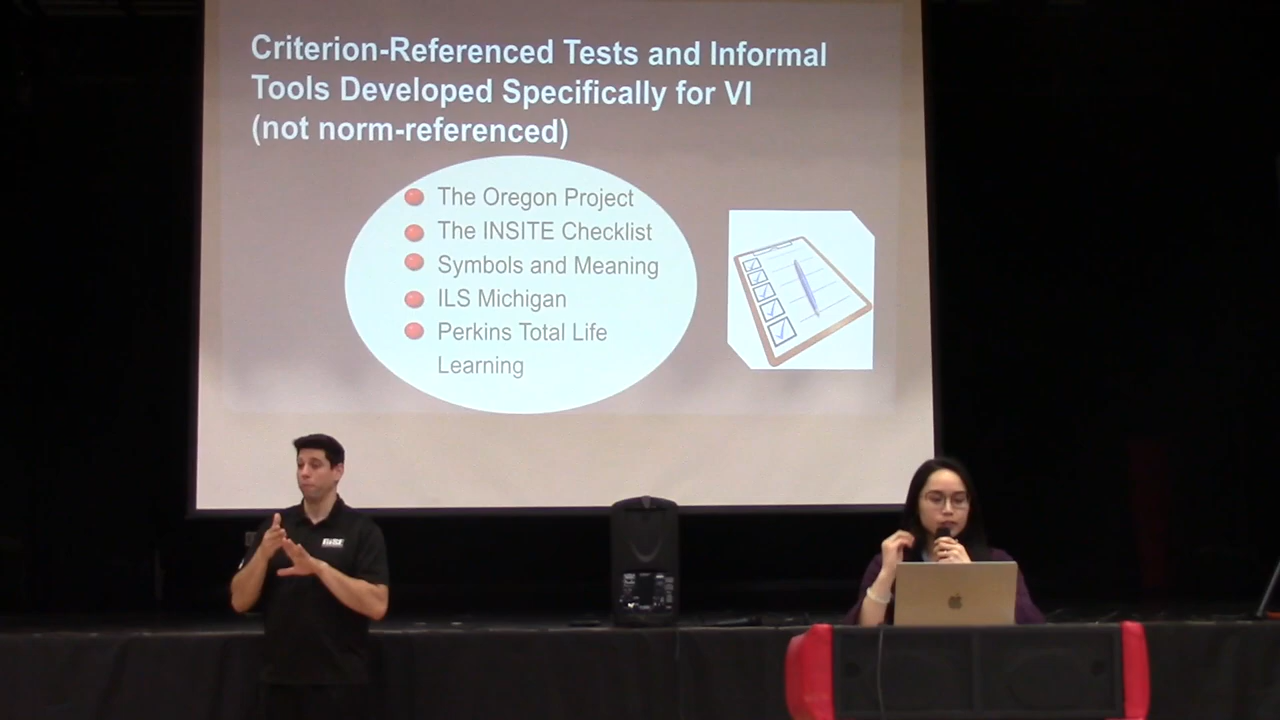 Criterion-Referenced Tests and Informal
Tools Developed Specifically for VI
(not norm-referenced)
The Oregon Project
The INSITE Checklist
Symbols and Meaning
ILS Michigan
Perkins Total Life
Learning